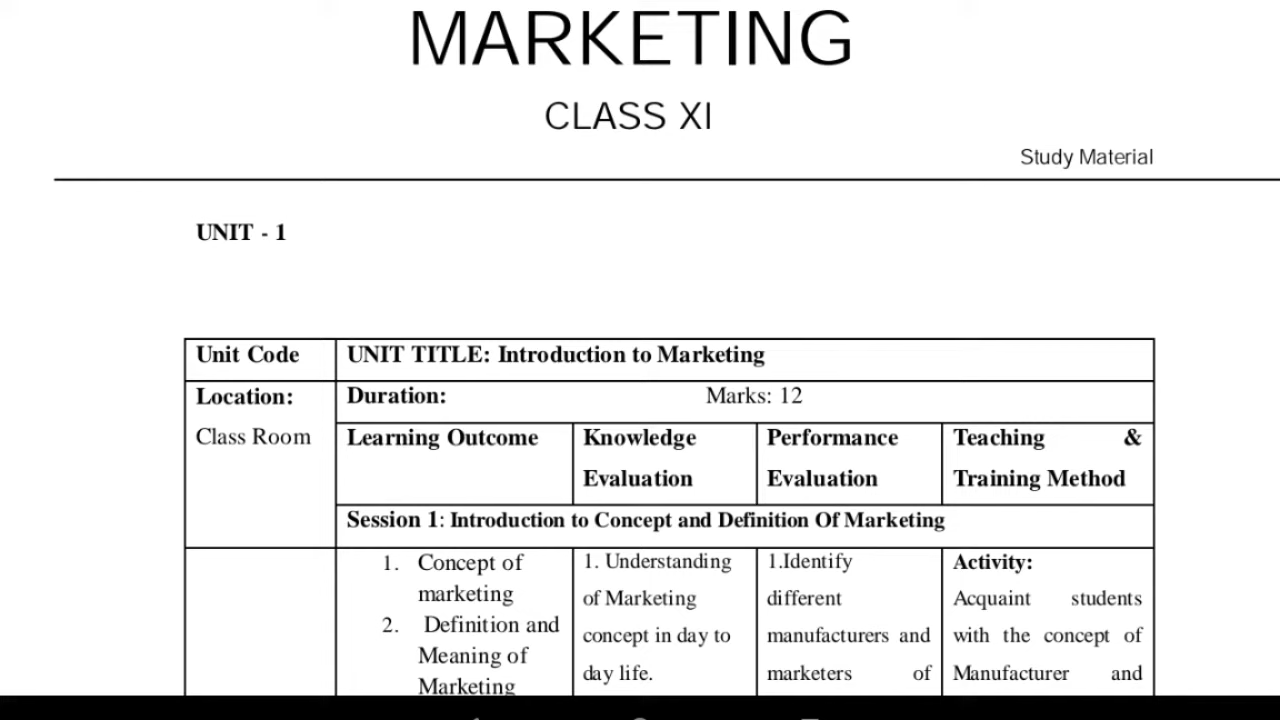 MARKETING
CLASS XI
Study Material
UNIT - 1
Unit Code
UNIT TITLE: Introduction to Marketing
Location:
Class Room
Duration: Marks: 12
Learning Outcome
Knowledge
Evaluation
Performance
Evaluation
Teaching &
Training Method
Session 1: Introduction to Concept and Definition Of Marketing
1. Concept of
marketing
2. Definition and
Meaning of
Marketing
1. Understanding
of Marketing
concept in day to
day life.
1.Identify
different
manufacturers and
marketers of
Activity:
Acquaint students
with the concept of
Manufacturer and